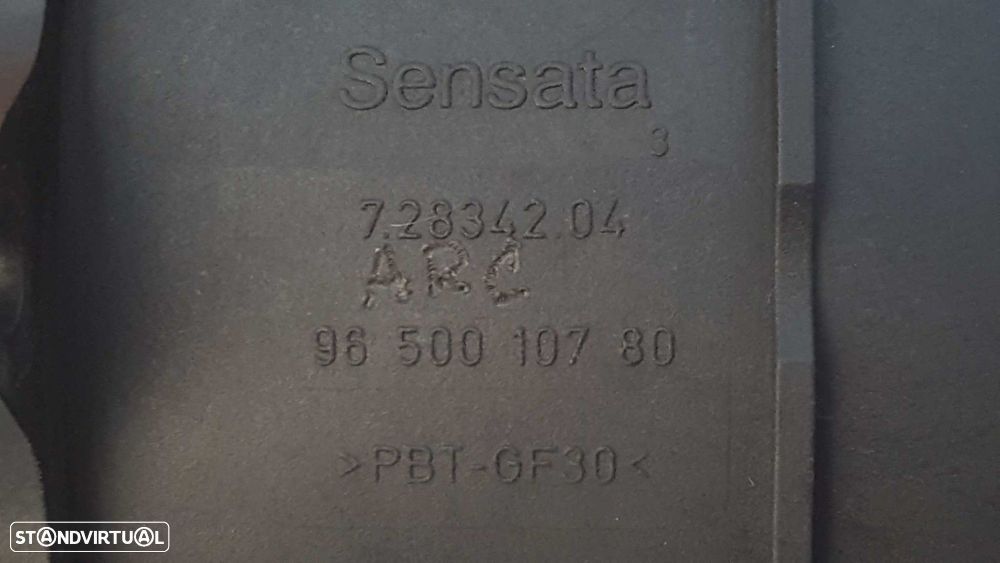 Sensata
3
7.28342.04
ARC
96 500 107 80
>PBT-GF30<
STANDVIRTUAL